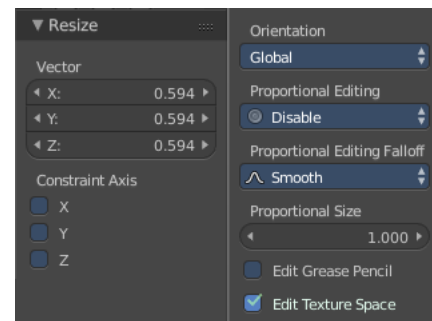 Resize
Vector
X: 0.594
Y: 0.594
Z: 0.594
Constraint Axis
X
Y
Z
Orientation
Global
Proportional Editing
Disable
Proportional Editing Falloff
Smooth
Proportional Size
1.000
Edit Grease Pencil
Edit Texture Space